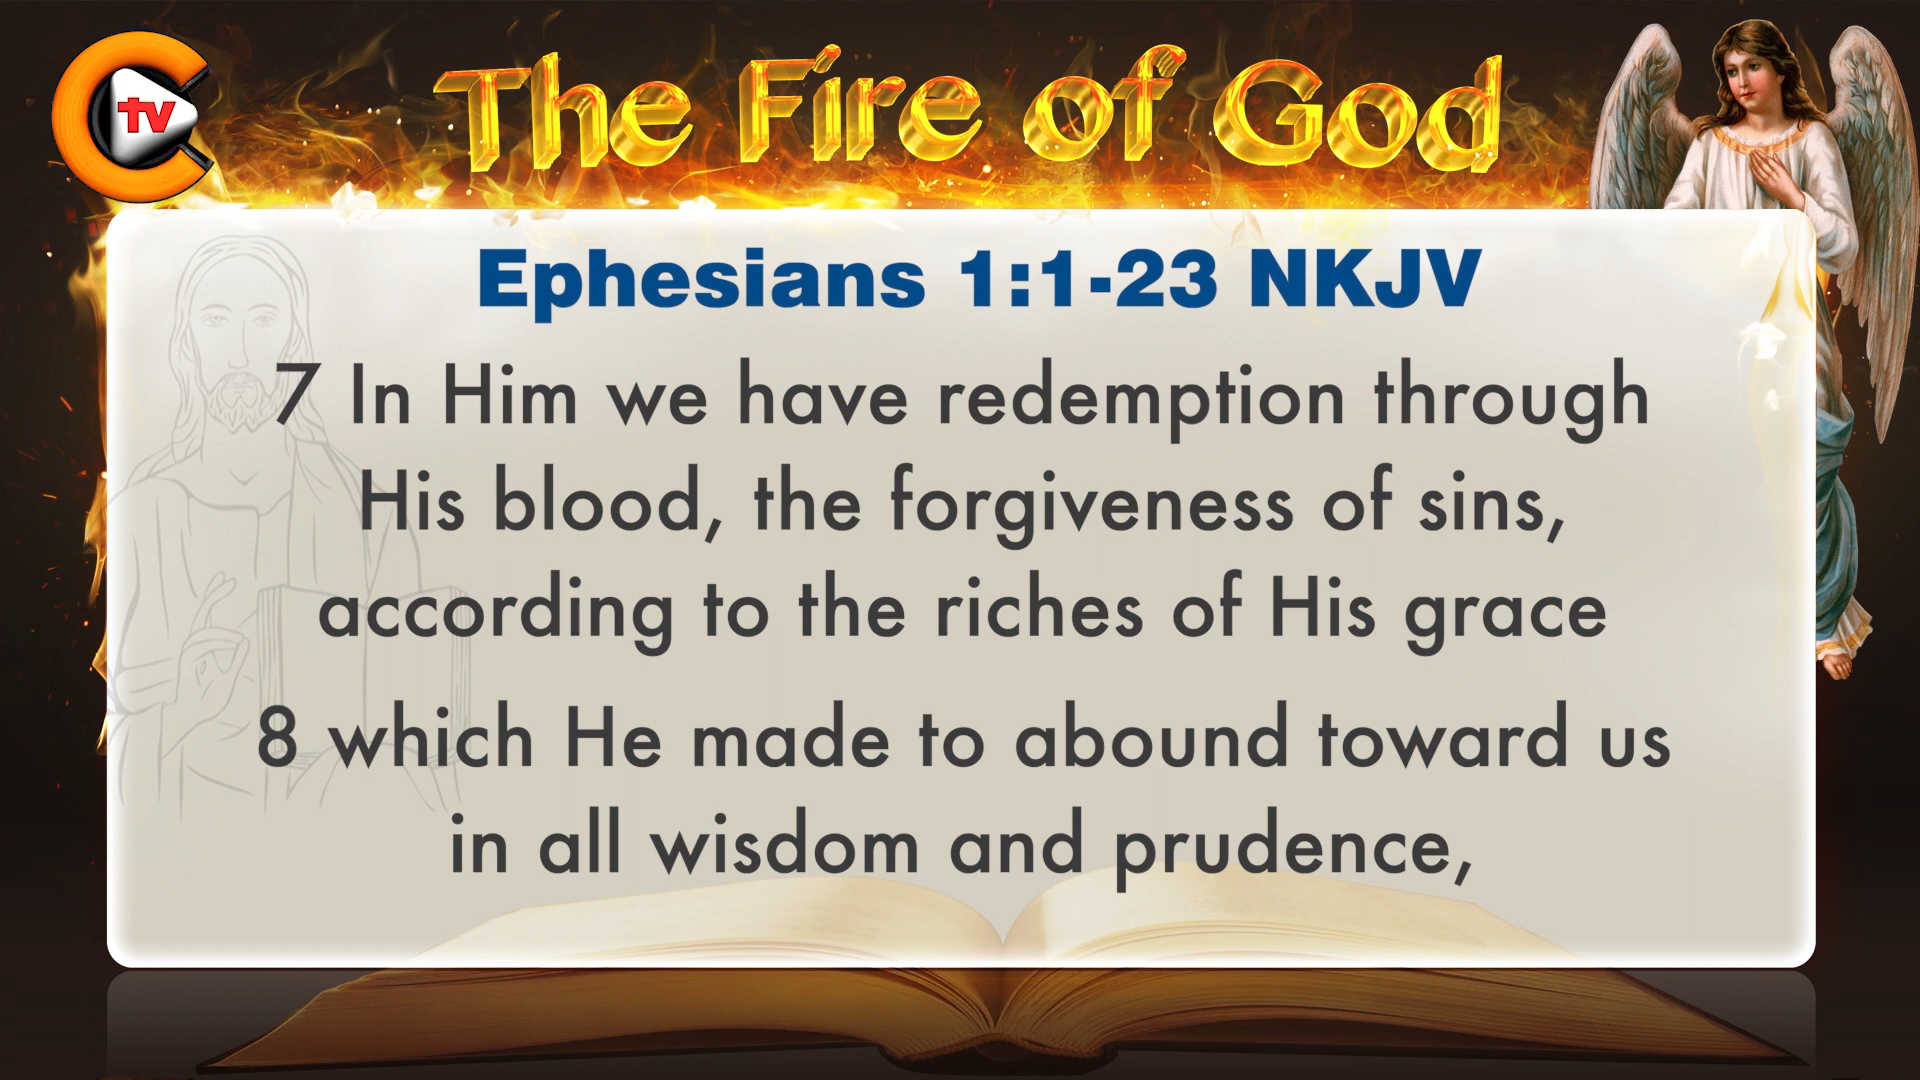 tv
The Fire of God
Ephesians 1:1-23 NKJV
7 In Him we have redemption through
His blood, the forgiveness of sins,
according to the riches of His grace
8 which He made to abound toward us
in all wisdom and prudence,